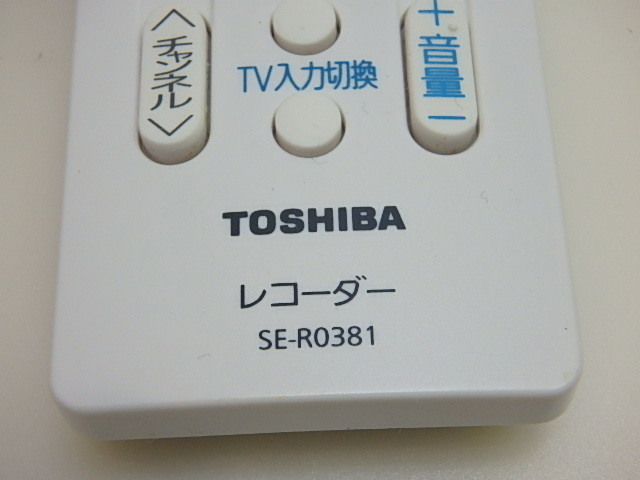 チャンネル
TV入力切換
+音量−
TOSHIBA
レコーダー
SE-R0381